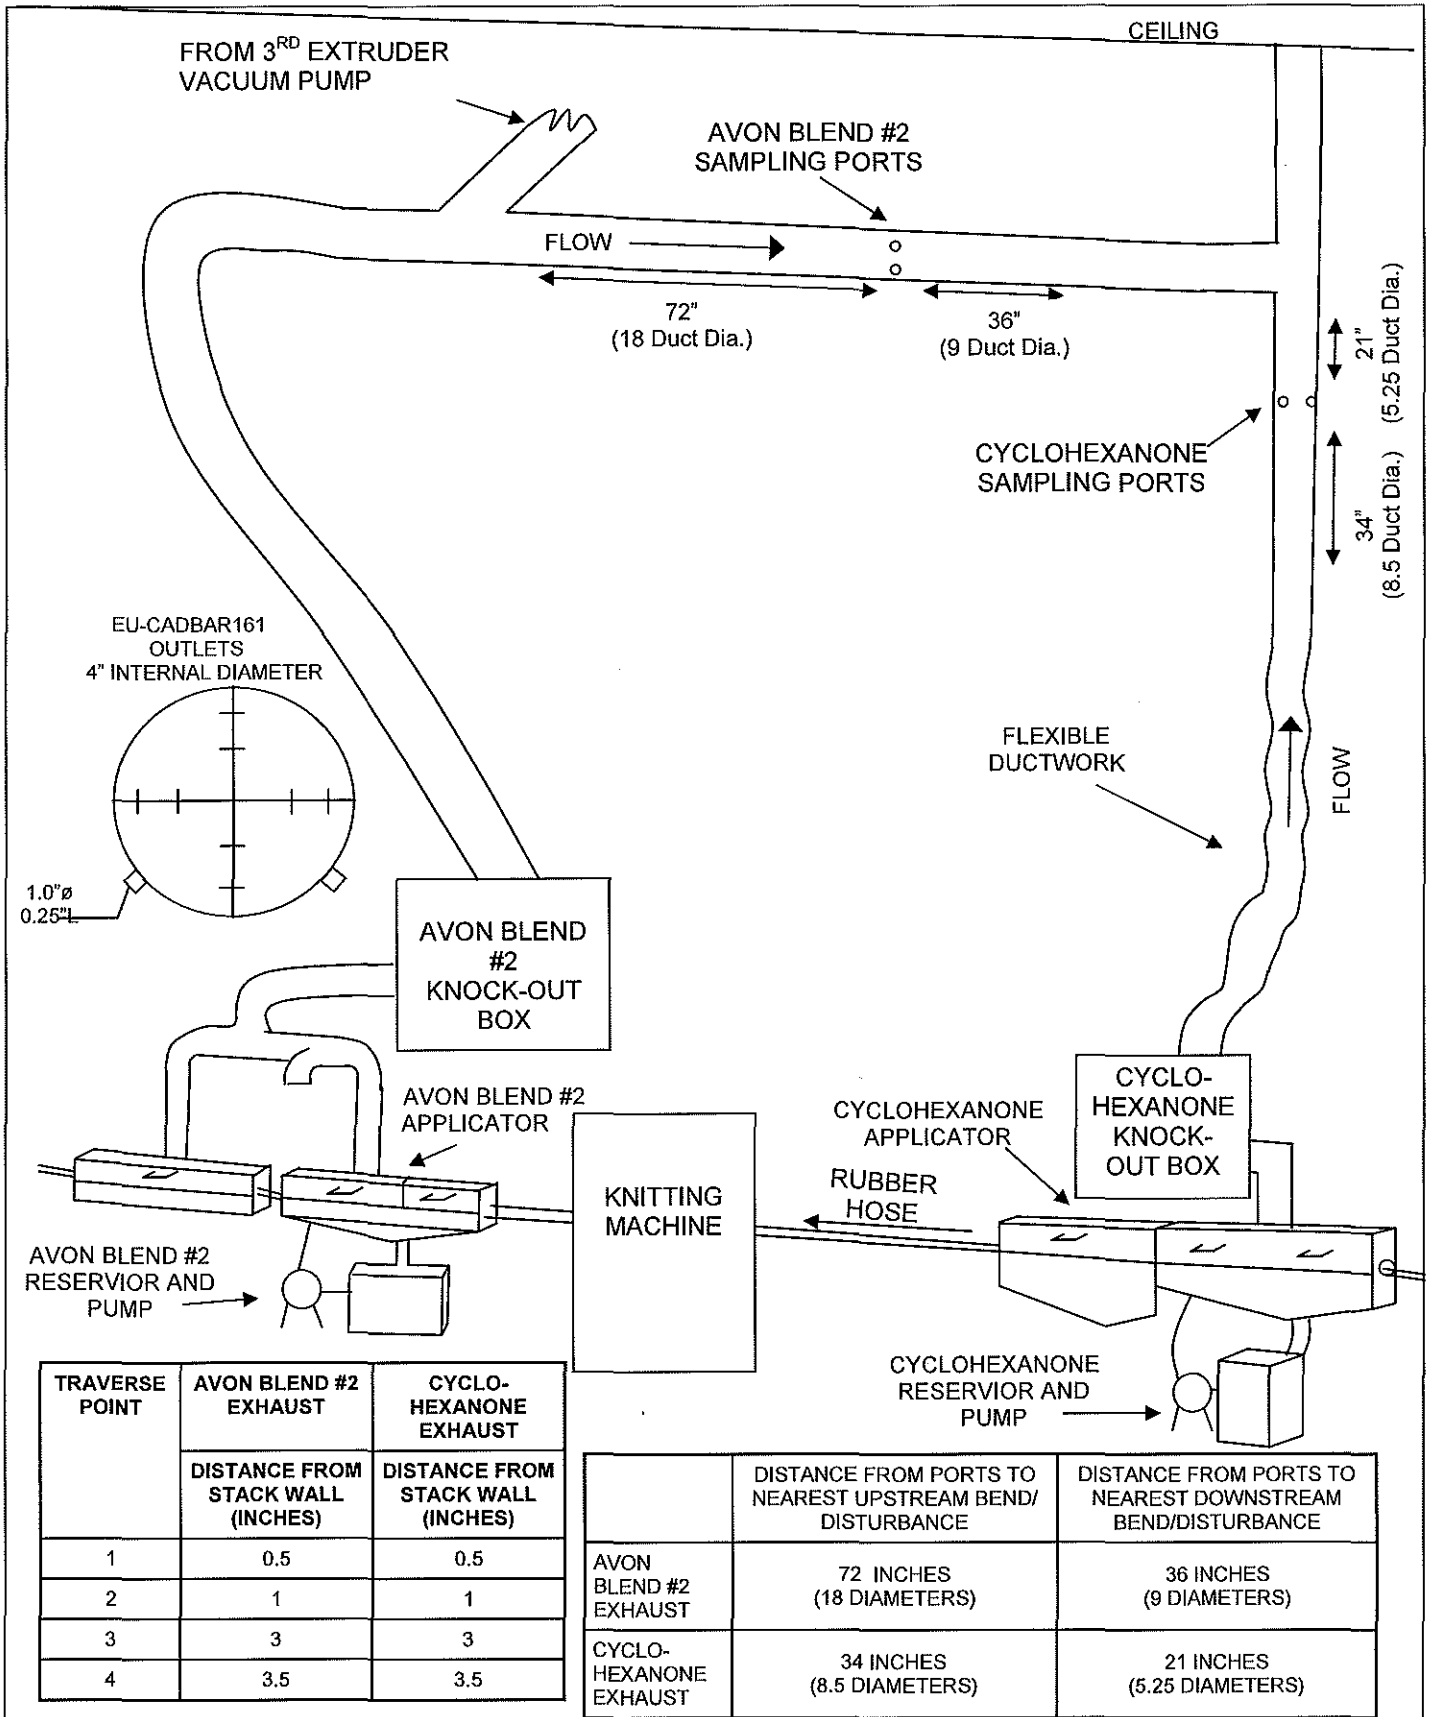 CEILING
FROM 3RD EXTRUDER
VACUUM PUMP
AVON BLEND #2
SAMPLING PORTS
FLOW
72"
(18 Duct Dia.)
36"
(9 Duct Dia.)
21"
(5.25 Duct Dia.)
CYCLOHEXANONE
SAMPLING PORTS
34"
(8.5 Duct Dia.)
EU-CADBAR161
OUTLETS
4" INTERNAL DIAMETER
FLEXIBLE
DUCTWORK
FLOW
1.0"ø
0.25"L
AVON BLEND
#2
KNOCK-OUT
BOX
AVON BLEND #2
APPLICATOR
CYCLOHEXANONE
APPLICATOR
CYCLO-
HEXANONE
KNOCK-
OUT BOX
KNITTING
MACHINE
RUBBER
HOSE
AVON BLEND #2
RESERVIOR AND
PUMP
CYCLOHEXANONE
RESERVIOR AND
PUMP
TRAVERSE
POINT
AVON BLEND #2
EXHAUST
CYCLO-
HEXANONE
EXHAUST
DISTANCE FROM
STACK WALL
(INCHES)
DISTANCE FROM
STACK WALL
(INCHES)
1 0.5 0.5
2 1 1
3 3 3
4 3.5 3.5
DISTANCE FROM PORTS TO
NEAREST UPSTREAM BEND/
DISTURBANCE
DISTANCE FROM PORTS TO
NEAREST DOWNSTREAM
BEND/DISTURBANCE
AVON
BLEND #2
EXHAUST
72 INCHES
(18 DIAMETERS)
36 INCHES
(9 DIAMETERS)
CYCLO-
HEXANONE
EXHAUST
34 INCHES
(8.5 DIAMETERS)
21 INCHES
(5.25 DIAMETERS)